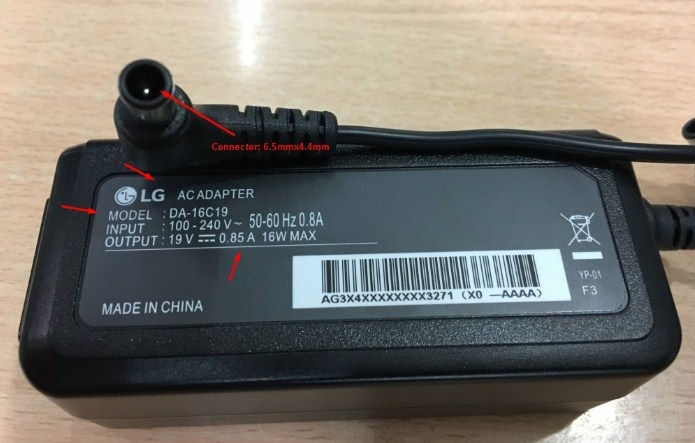 Connector: 6.5mmx4.4mm
LG AC ADAPTER
MODEL : DA-16C19
INPUT : 100 - 240 V~ 50-60 Hz 0.8A
OUTPUT : 19 V ⎓ 0.85 A 16W MAX
AG3X4XXXXXXXX3271 (X0 —AAAA)
YP-01
F3
MADE IN CHINA